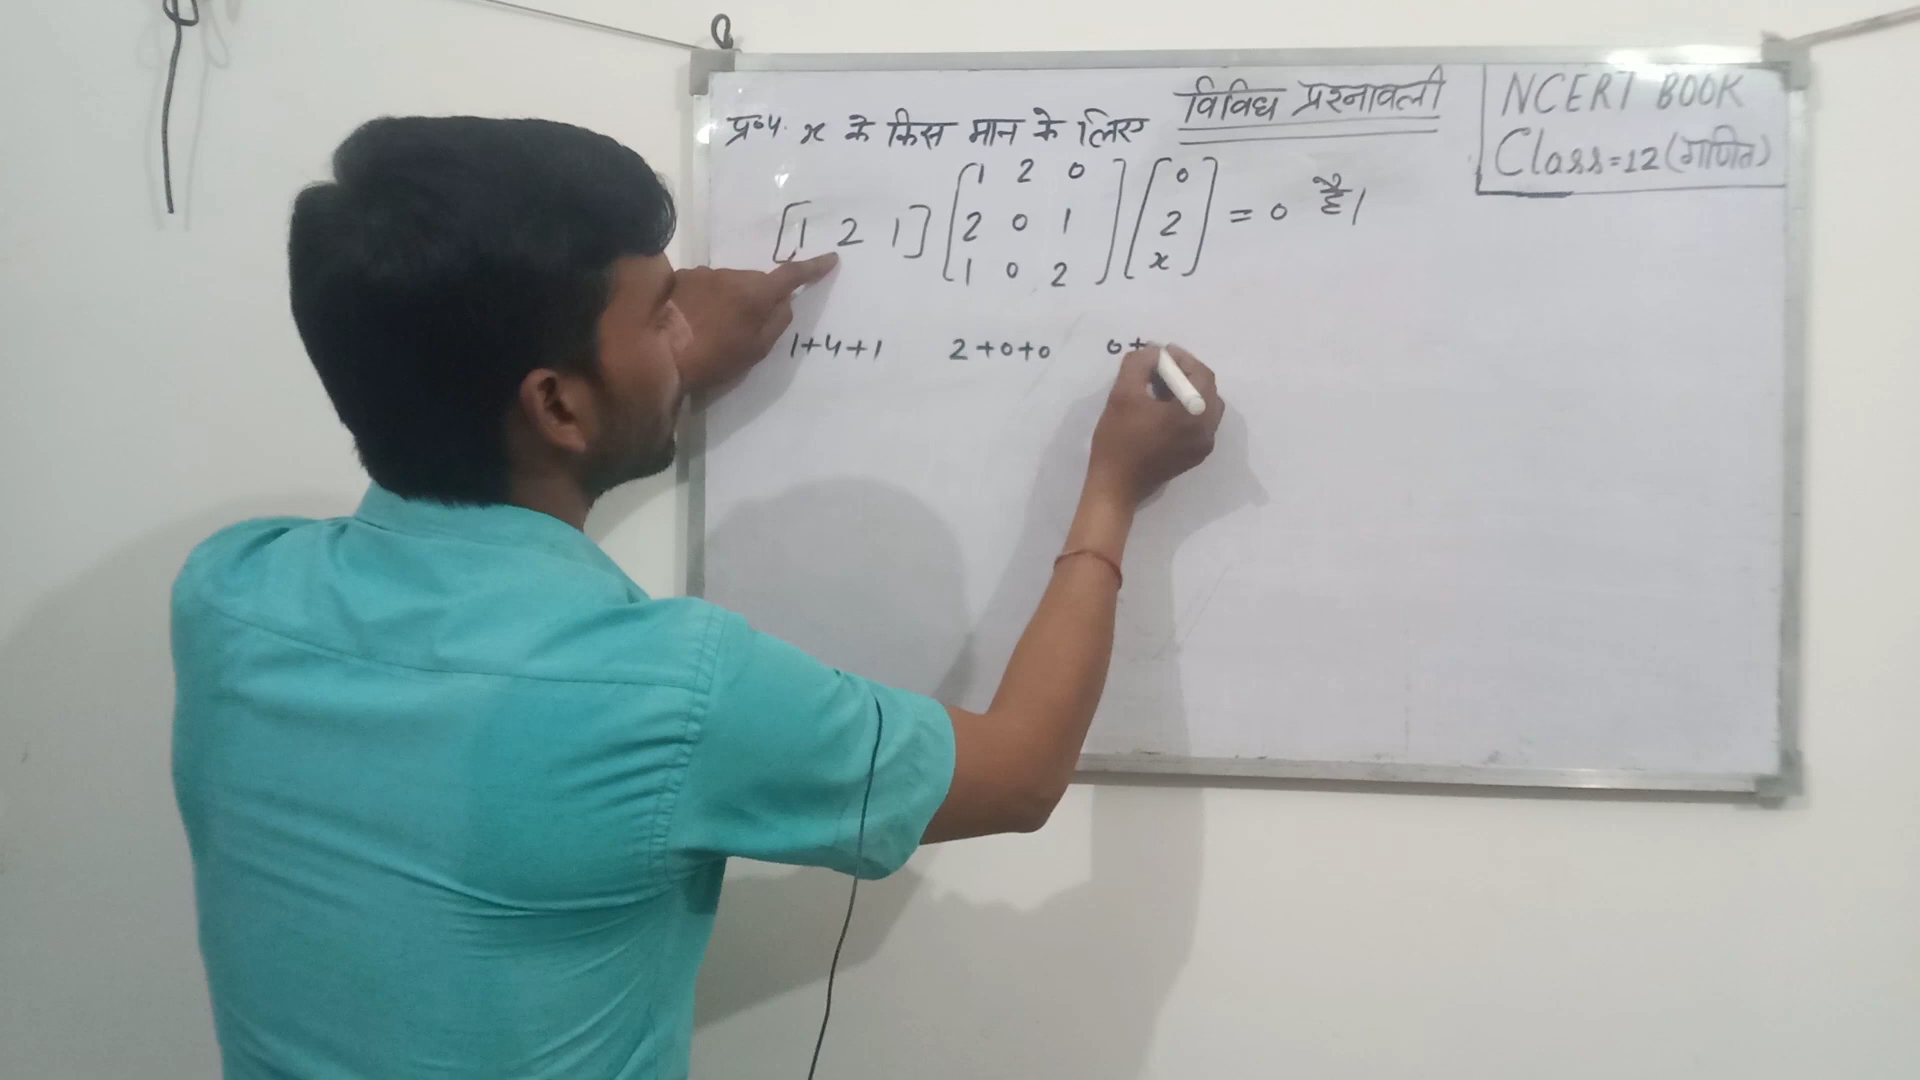 विविध प्रश्नावली
NCERT BOOK
Class=12 (गणित)
प्र०4. x के किस मान के लिए
[1 2 1] [1 2 0] [0] = 0 है।
[2 0 1] [2]
[1 0 2] [x]
1+4+1 2+0+0 0+